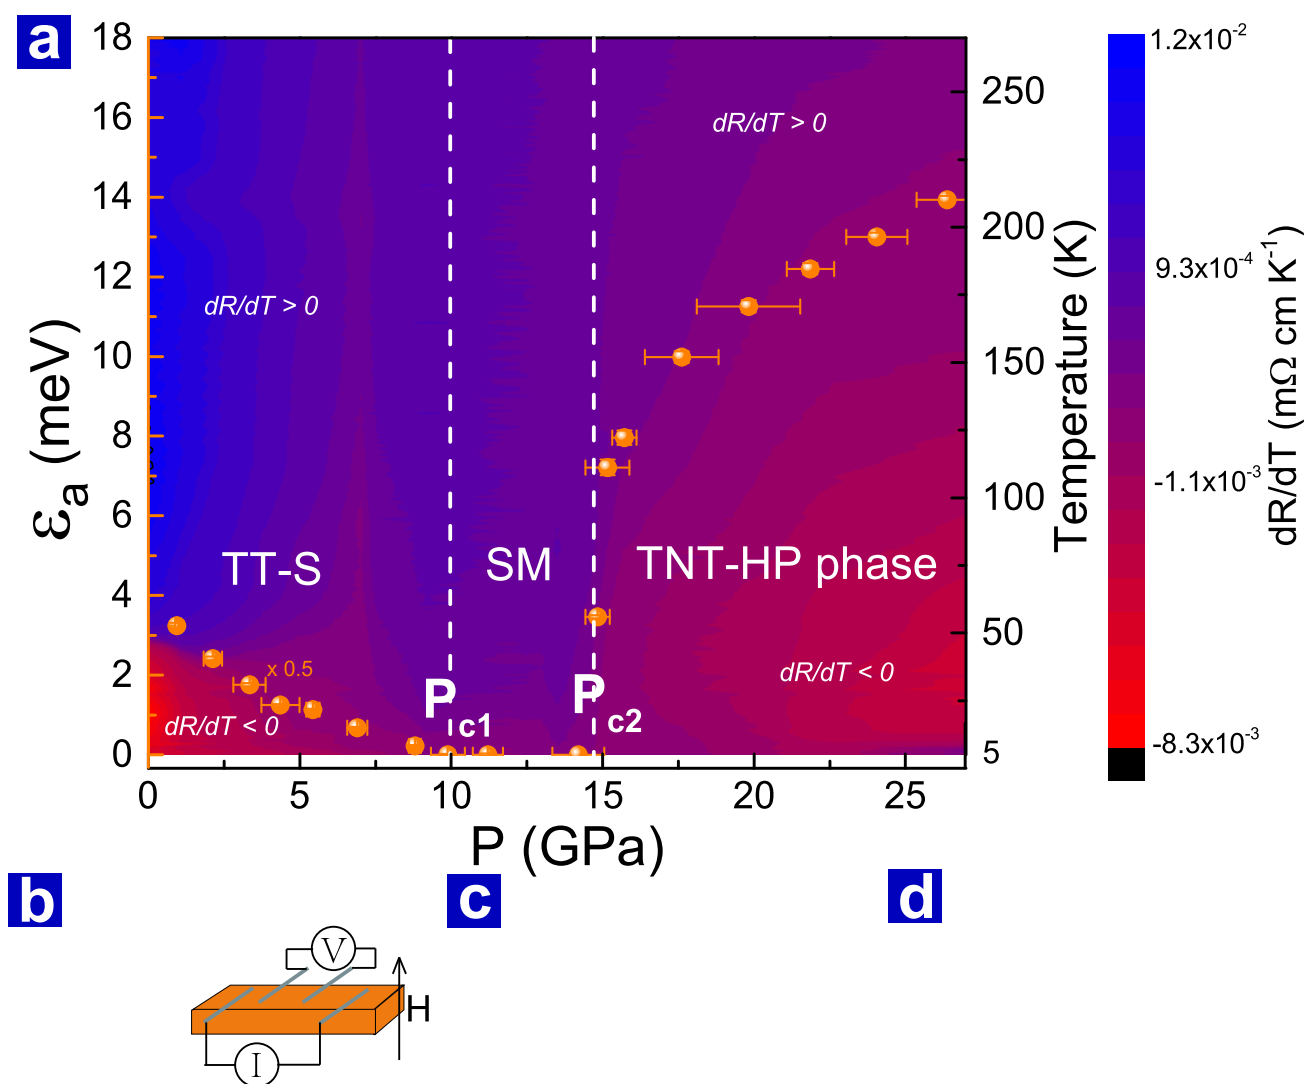 a
18
16
14
12
10
8
6
4
2
0
εa (meV)
dR/dT > 0
dR/dT > 0
TT-S
SM
TNT-HP phase
x 0.5
dR/dT < 0
dR/dT < 0
Pc1
Pc2
0
5
10
15
20
25
P (GPa)
250
200
150
100
50
5
Temperature (K)
1.2x10-2
9.3x10-4
-1.1x10-3
-8.3x10-3
dR/dT (mΩ cm K-1)
b
c
d
V
H
I